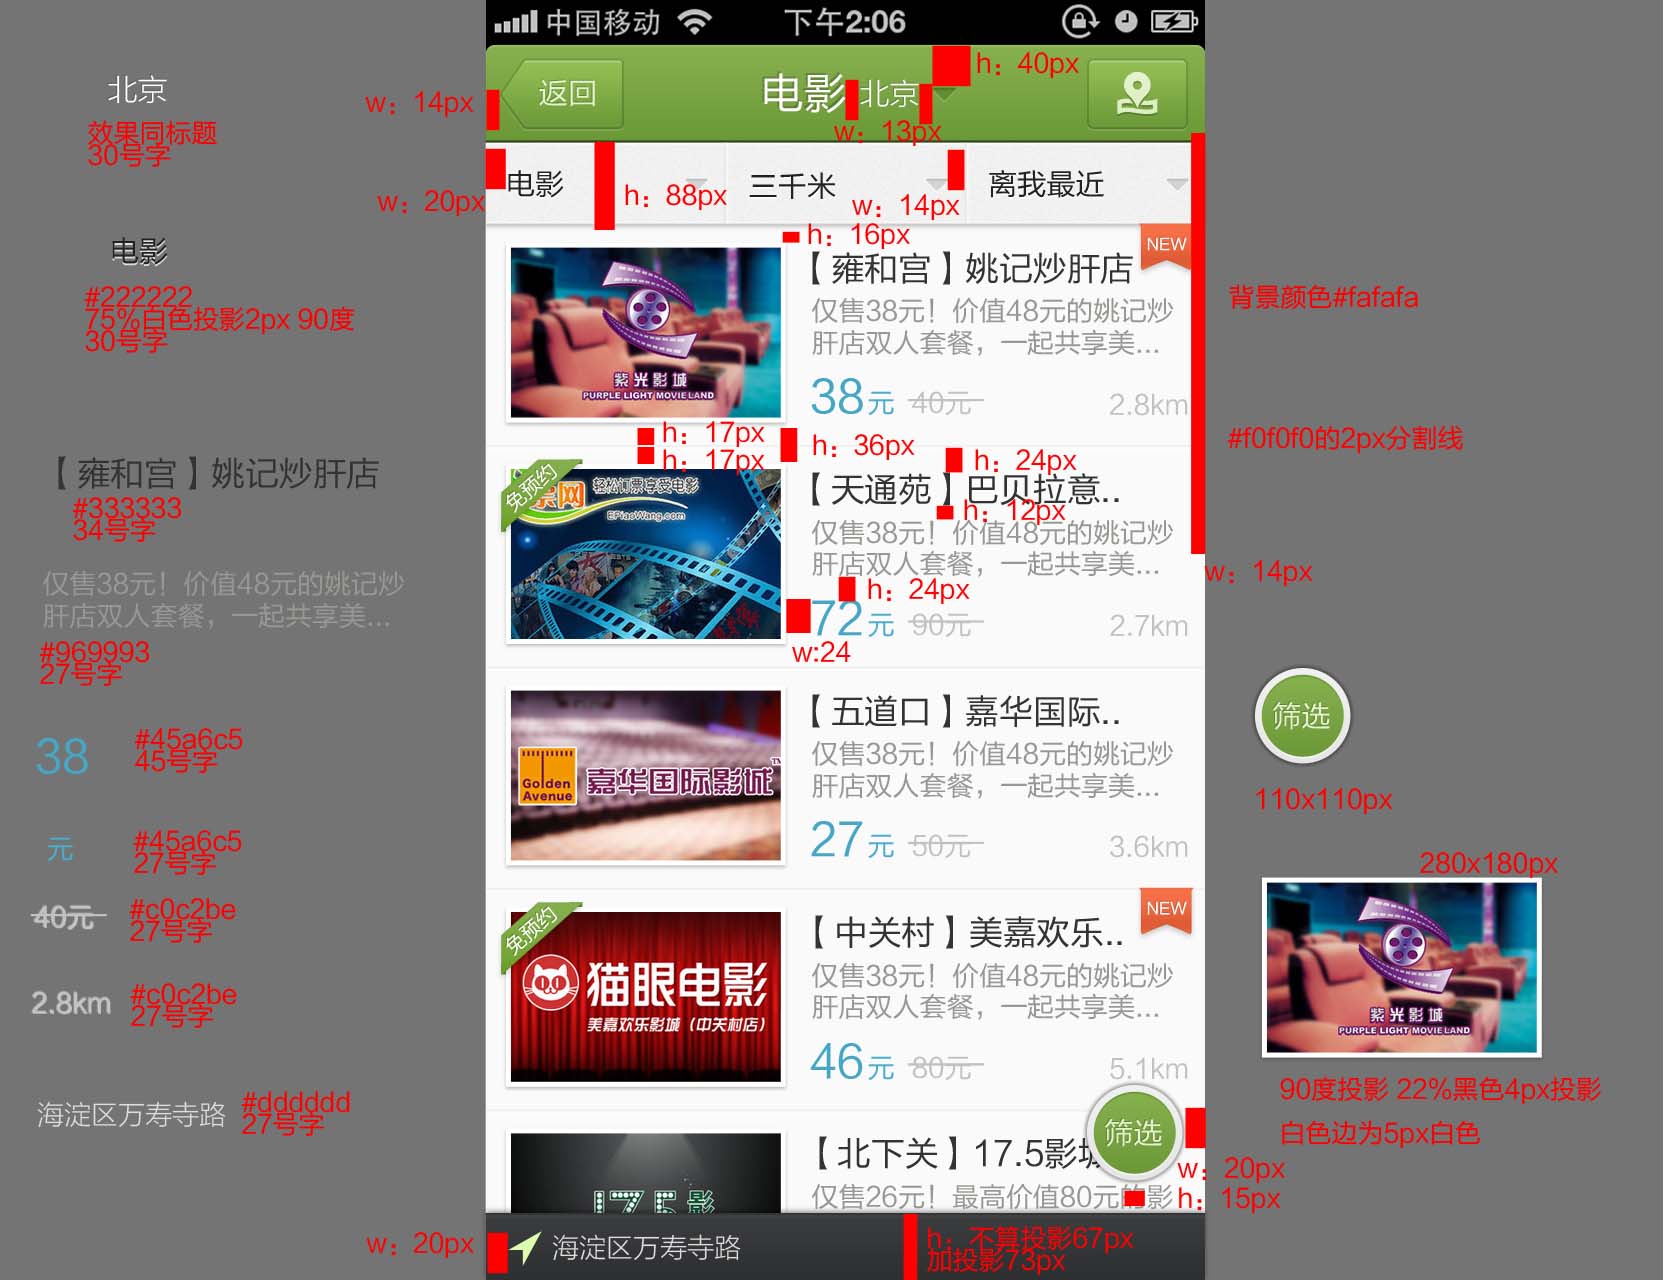 中国移动
下午2:06
返回
电影
北京
h：40px
w：14px
w：13px
北京
效果同标题
30号字
电影
h：88px
三千米
w：14px
离我最近
w：20px
电影
#222222
75%白色投影2px 90度
30号字
h：16px
NEW
【雍和宫】姚记炒肝店
仅售38元！价值48元的姚记炒
肝店双人套餐，一起共享美...
38元
40元
2.8km
紫光影城
PURPLE LIGHT MOVIE LAND
背景颜色#fafafa
#f0f0f0的2px分割线
h：17px
h：17px
h：36px
h：24px
【雍和宫】姚记炒肝店
#333333
34号字
免预约
票网
轻松订票享受电影
EPiaoWang.com
【天通苑】巴贝拉意..
h：12px
仅售38元！价值48元的姚记炒
肝店双人套餐，一起共享美...
h：24px
72元
90元
2.7km
w:24
w：14px
仅售38元！价值48元的姚记炒
肝店双人套餐，一起共享美...
#969993
27号字
Golden
Avenue
嘉华国际影城
TM
【五道口】嘉华国际..
仅售38元！价值48元的姚记炒
肝店双人套餐，一起共享美...
27元
50元
3.6km
筛选
110x110px
38
#45a6c5
45号字
元
#45a6c5
27号字
40元
#c0c2be
27号字
2.8km
#c0c2be
27号字
免预约
猫眼电影
美嘉欢乐影城（中关村店）
NEW
【中关村】美嘉欢乐..
仅售38元！价值48元的姚记炒
肝店双人套餐，一起共享美...
46元
80元
5.1km
280x180px
紫光影城
PURPLE LIGHT MOVIE LAND
90度投影 22%黑色4px投影
白色边为5px白色
海淀区万寿寺路
#dddddd
27号字
17.5影
【北下关】17.5影城
仅售26元！最高价值80元的影
筛选
w：20px
h：15px
w：20px
海淀区万寿寺路
h：不算投影67px
加投影73px